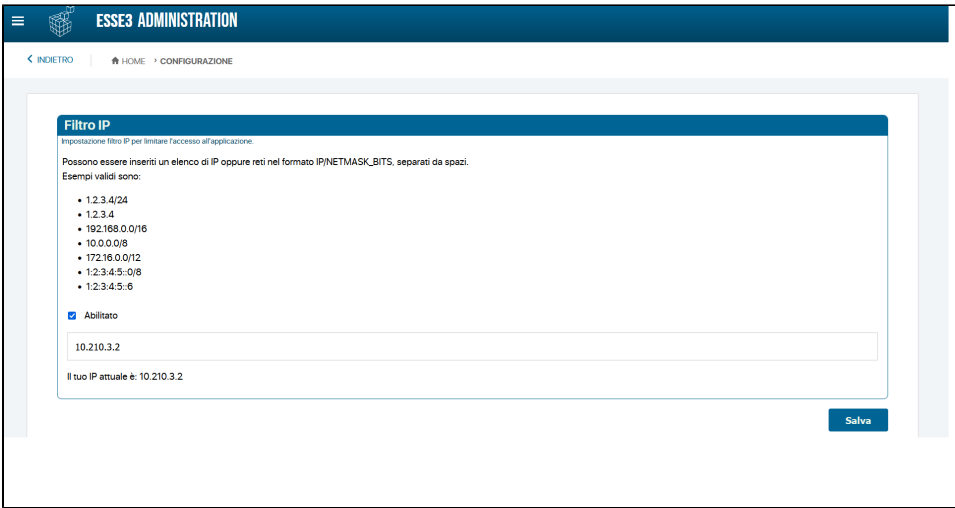 ESSE3 ADMINISTRATION
INDIETRO HOME › CONFIGURAZIONE
Filtro IP
Impostazione filtro IP per limitare l'accesso all'applicazione.
Possono essere inseriti un elenco di IP oppure reti nel formato IP/NETMASK_BITS, separati da spazi.
Esempi validi sono:
• 1.2.3.4/24
• 1.2.3.4
• 192.168.0.0/16
• 10.0.0.0/8
• 172.16.0.0/12
• 1:2:3:4:5::0/8
• 1:2:3:4:5::6
Abilitato
10.210.3.2
Il tuo IP attuale è: 10.210.3.2
Salva